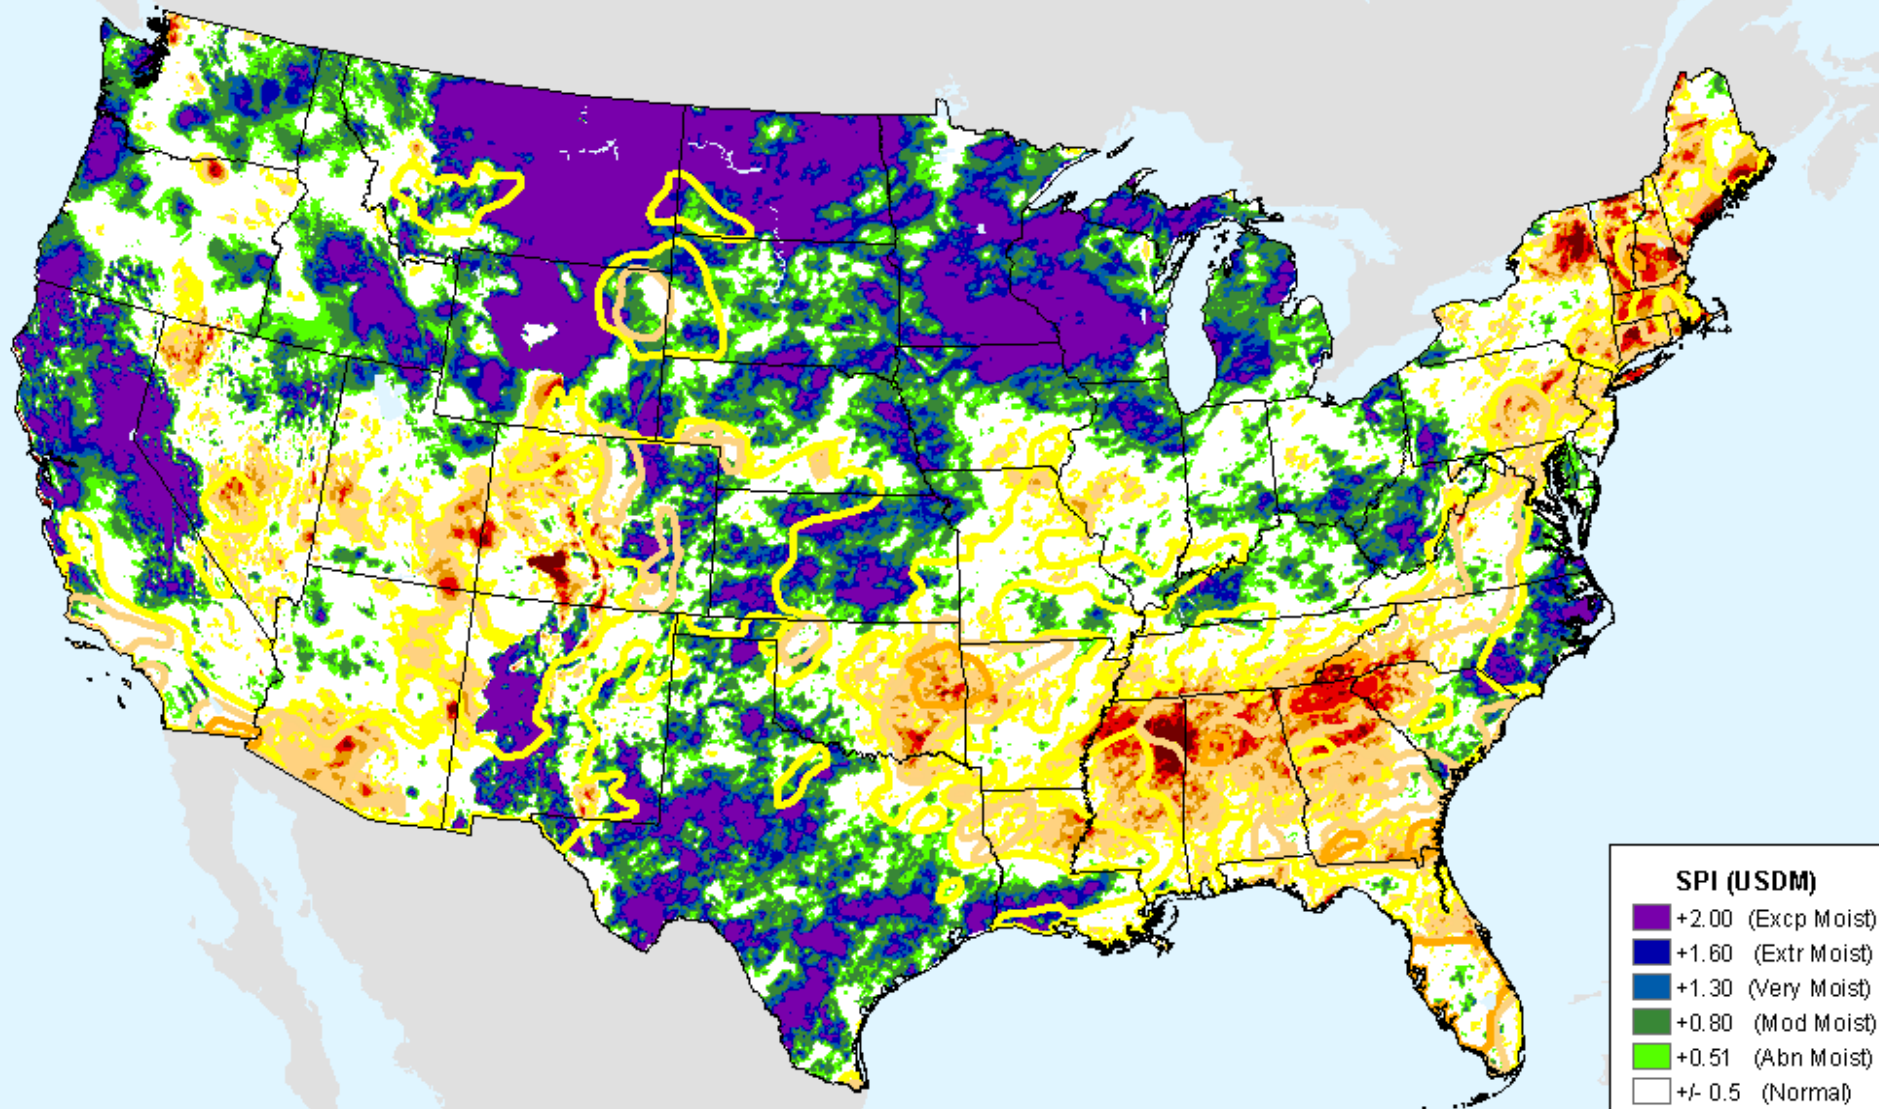 SPI (USDM)
+2.00 (Excp Moist)
+1.60 (Extr Moist)
+1.30 (Very Moist)
+0.80 (Mod Moist)
+0.51 (Abn Moist)
+/- 0.5 (Normal)